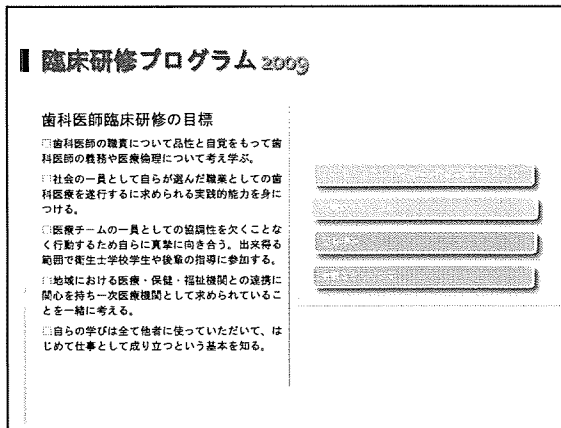 臨床研修プログラム 2009
歯科医師臨床研修の目標
歯科医師の職責について品性と自覚をもって歯
科医師の義務や医療倫理について考え学ぶ。
社会の一員として自らが選んだ職業としての歯
科医療を遂行するに求められる実践的能力を身に
つける。
医療チームの一員としての協調性を欠くことな
く行動するため自らに真摯に向き合う。出来得る
範囲で衛生士学校学生や後輩の指導に参加する。
地域における医療・保健・福祉機関との連携に
関心を持ち一次医療機関として求められているこ
とを一緒に考える。
自らの学びは全て他者に使っていただいて、は
じめて仕事として成り立つという基本を知る。